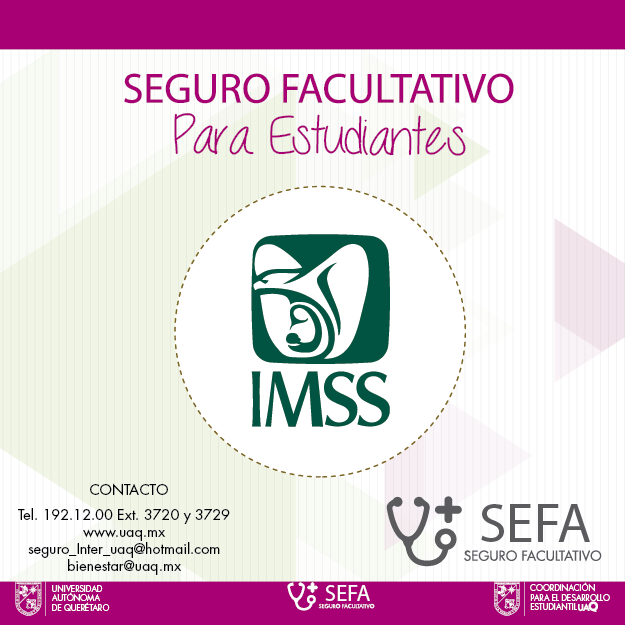 SEGURO FACULTATIVO
Para Estudiantes
IMSS
CONTACTO
Tel. 192.12.00 Ext. 3720 y 3729
www.uaq.mx
seguro_Inter_uaq@hotmail.com
bienestar@uaq.mx
SEFA
SEGURO FACULTATIVO
UNIVERSIDAD
AUTÓNOMA
DE QUERÉTARO
SEFA
SEGURO FACULTATIVO
COORDINACIÓN
PARA EL DESARROLLO
ESTUDIANTIL UAQ